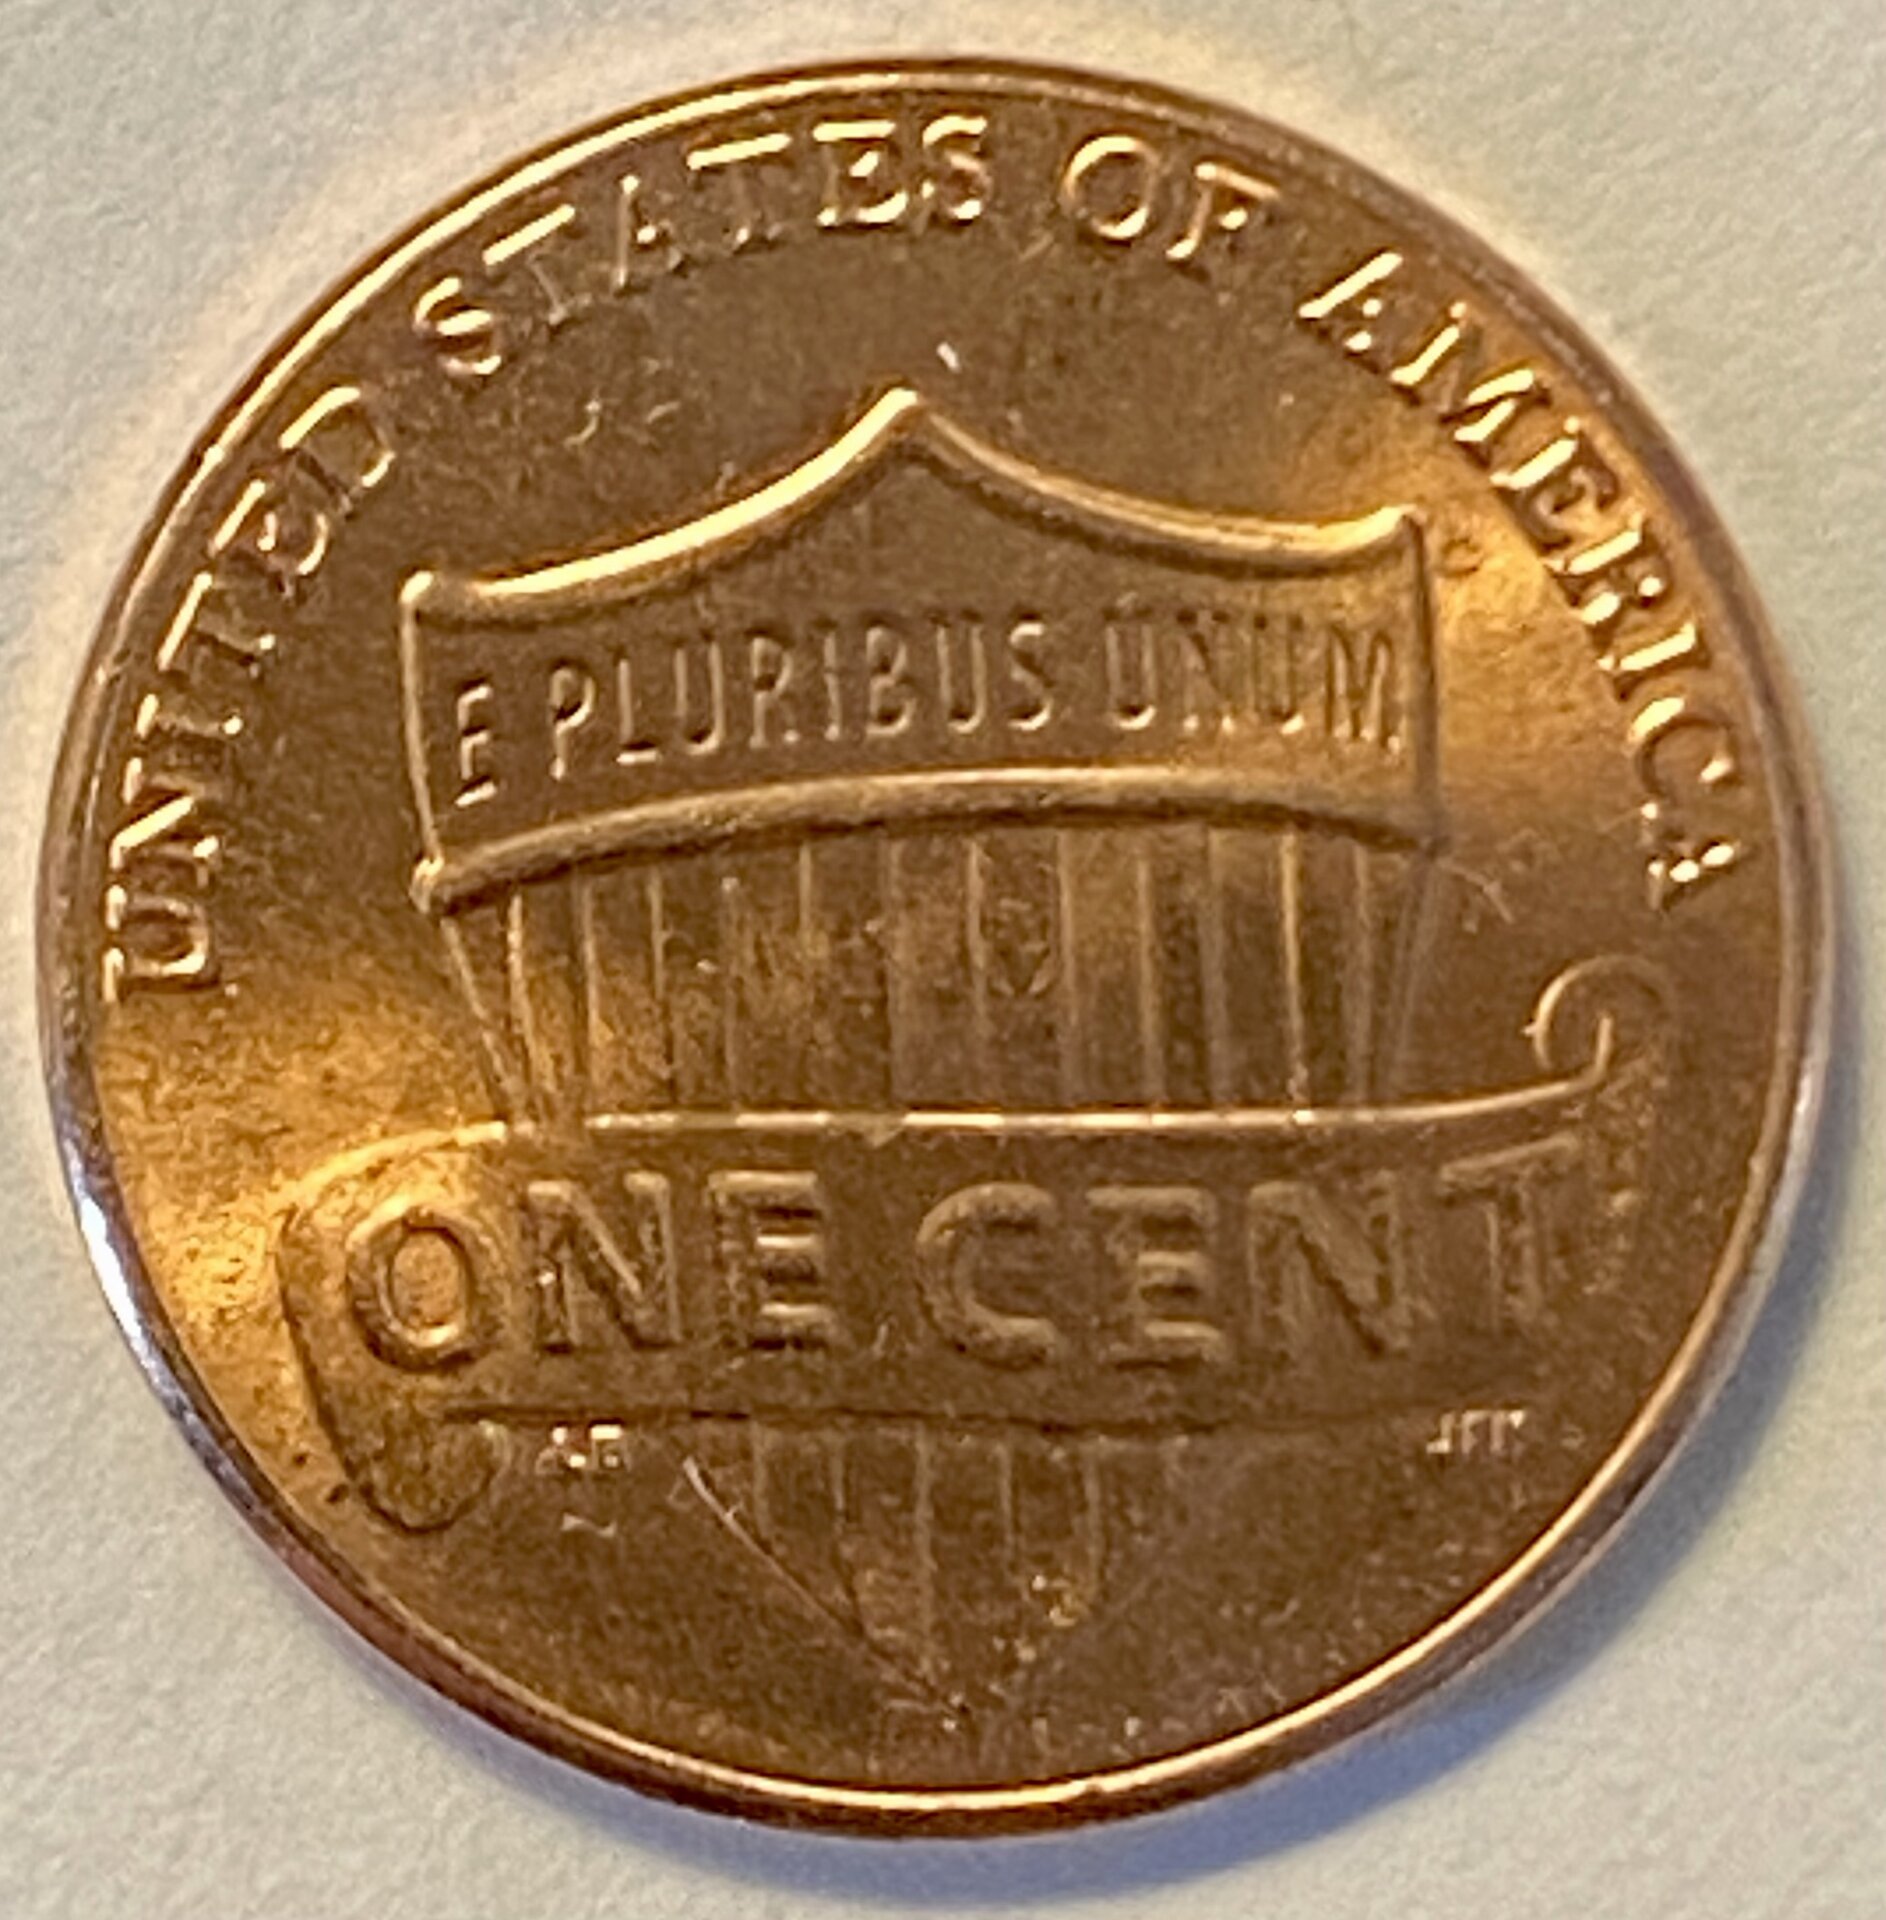 UNITED STATES OF AMERICA
E PLURIBUS UNUM
ONE CENT